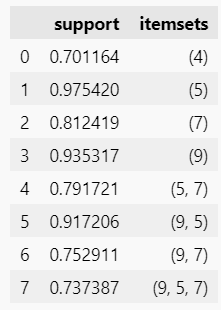 support itemsets
0 0.701164 (4)
1 0.975420 (5)
2 0.812419 (7)
3 0.935317 (9)
4 0.791721 (5, 7)
5 0.917206 (9, 5)
6 0.752911 (9, 7)
7 0.737387 (9, 5, 7)